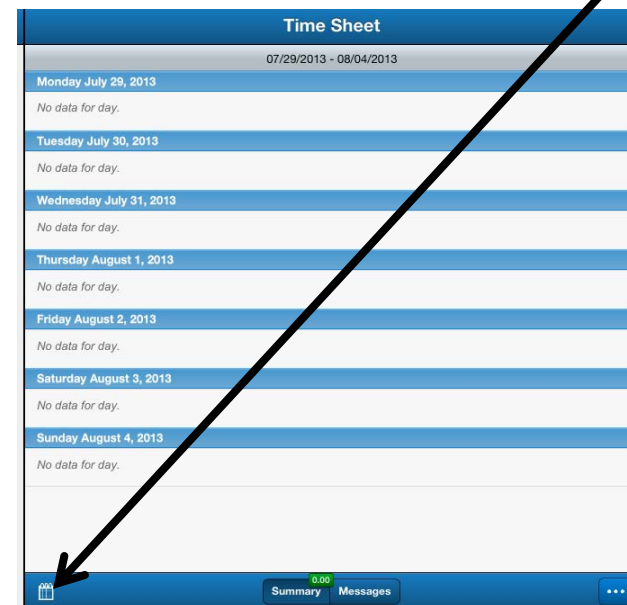 Time Sheet
07/29/2013 - 08/04/2013
Monday July 29, 2013
No data for day.
Tuesday July 30, 2013
No data for day.
Wednesday July 31, 2013
No data for day.
Thursday August 1, 2013
No data for day.
Friday August 2, 2013
No data for day.
Saturday August 3, 2013
No data for day.
Sunday August 4, 2013
No data for day.
0.00
Summary Messages